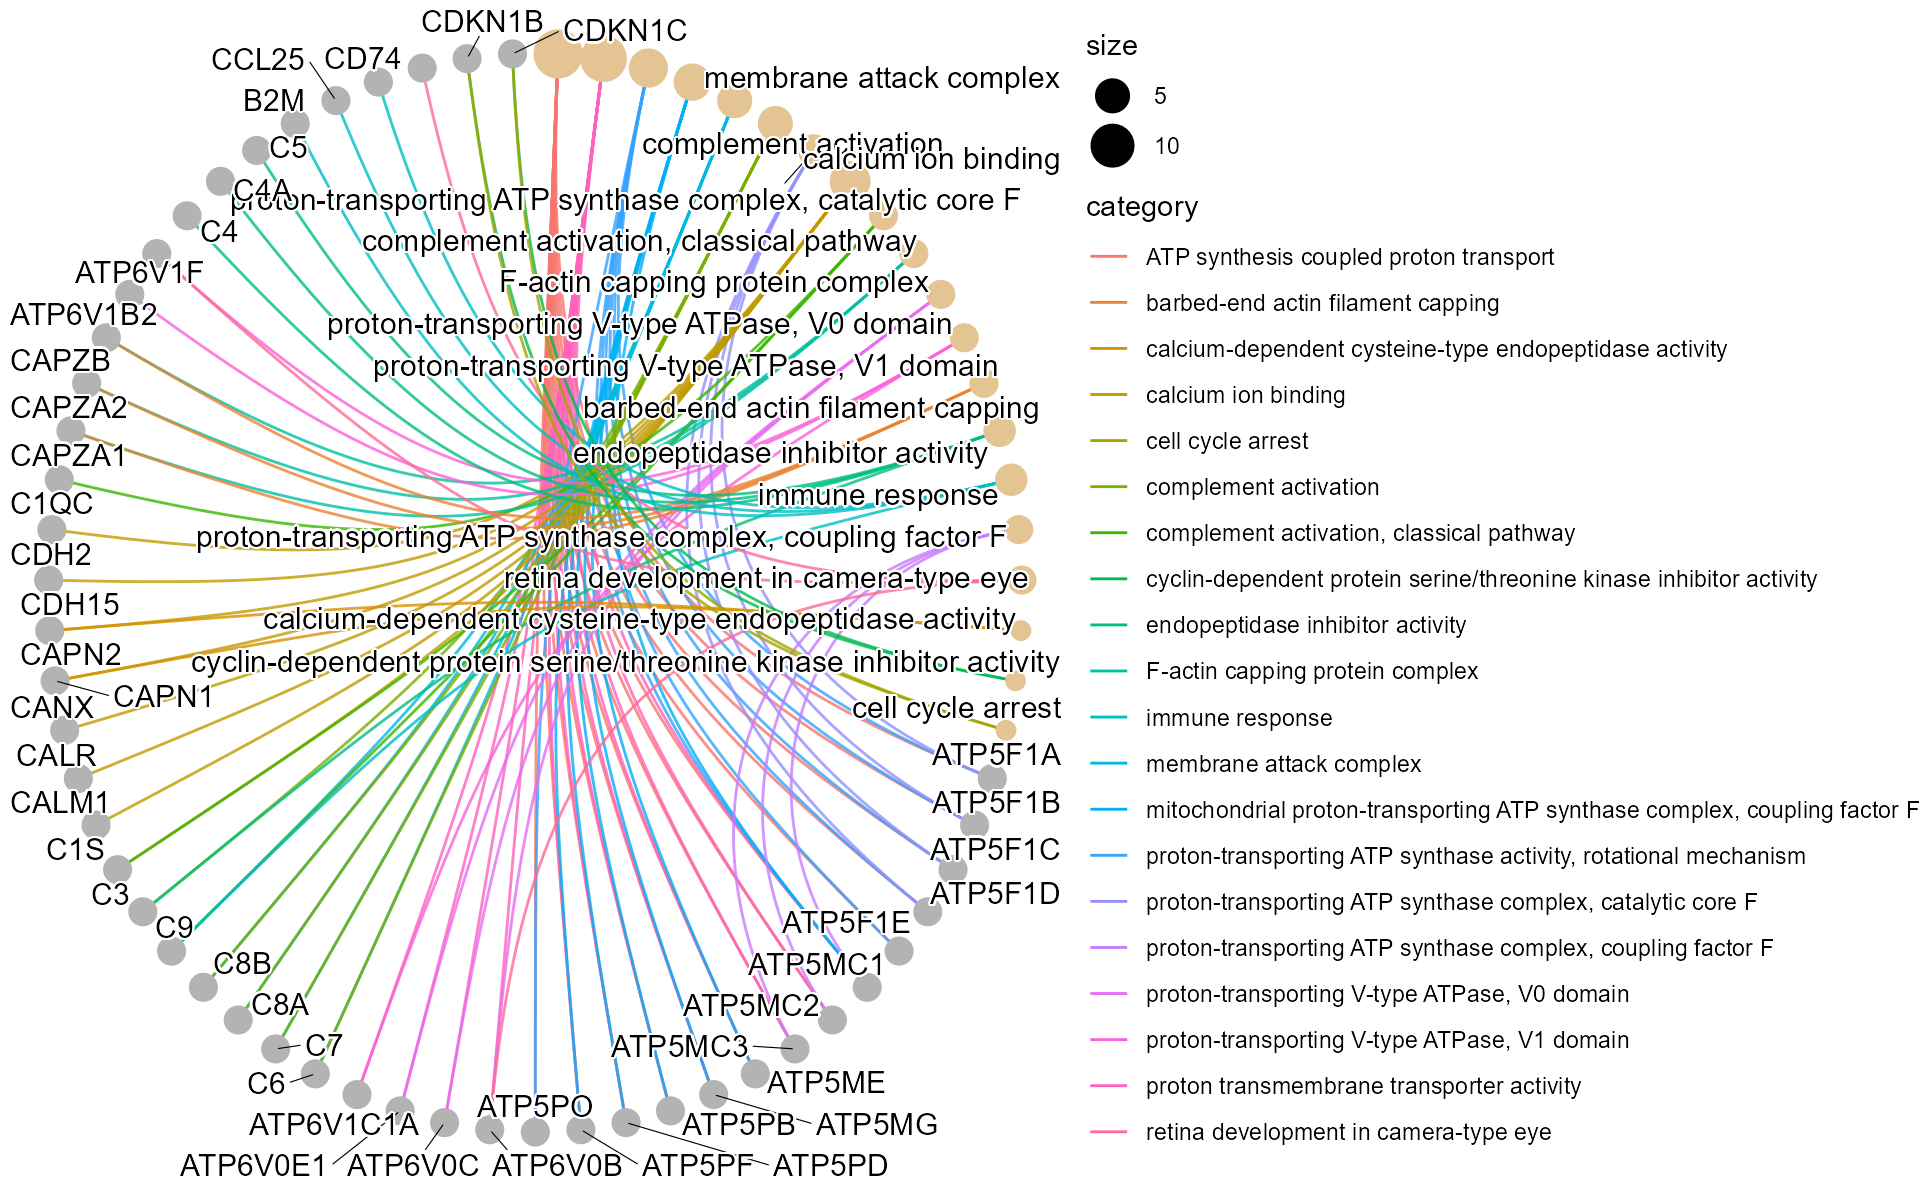 CDKN1B
CDKN1C
CCL25
CD74
membrane attack complex
B2M
complement activation
C5
calcium ion binding
C4A
proton-transporting ATP synthase complex, catalytic core F
C4
complement activation, classical pathway
ATP6V1F
F-actin capping protein complex
ATP6V1B2
proton-transporting V-type ATPase, V0 domain
CAPZB
proton-transporting V-type ATPase, V1 domain
CAPZA2
barbed-end actin filament capping
CAPZA1
endopeptidase inhibitor activity
C1QC
immune response
CDH2
proton-transporting ATP synthase complex, coupling factor F
retina development in camera-type eye
CDH15
calcium-dependent cysteine-type endopeptidase activity
CAPN2
cyclin-dependent protein serine/threonine kinase inhibitor activity
CAPN1
CANX
cell cycle arrest
CALR
ATP5F1A
CALM1
ATP5F1B
C1S
ATP5F1C
C3
ATP5F1D
C9
ATP5F1E
C8B
ATP5MC1
C8A
ATP5MC2
C7
ATP5MC3
C6
ATP5ME
ATP5PO
ATP6V1C1A
ATP5PB
ATP5MG
ATP6V0E1
ATP6V0C
ATP6V0B
ATP5PF
ATP5PD
size
5
10
category
ATP synthesis coupled proton transport
barbed-end actin filament capping
calcium-dependent cysteine-type endopeptidase activity
calcium ion binding
cell cycle arrest
complement activation
complement activation, classical pathway
cyclin-dependent protein serine/threonine kinase inhibitor activity
endopeptidase inhibitor activity
F-actin capping protein complex
immune response
membrane attack complex
mitochondrial proton-transporting ATP synthase complex, coupling factor F
proton-transporting ATP synthase activity, rotational mechanism
proton-transporting ATP synthase complex, catalytic core F
proton-transporting ATP synthase complex, coupling factor F
proton-transporting V-type ATPase, V0 domain
proton-transporting V-type ATPase, V1 domain
proton transmembrane transporter activity
retina development in camera-type eye